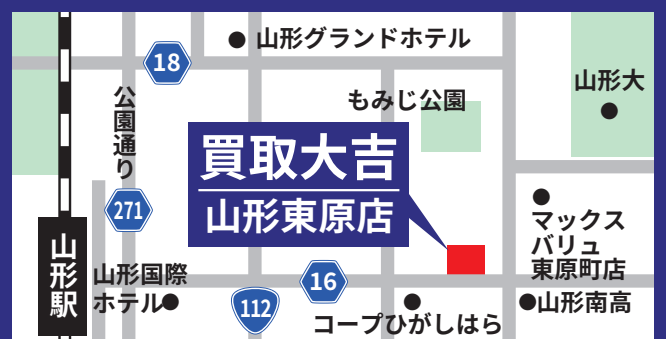 山形グランドホテル
18
山形大
公園通り
もみじ公園
買取大吉
山形東原店
271
マックス
バリュ
東原町店
山形駅
山形国際
ホテル
16
112
山形南高
コープひがしはら